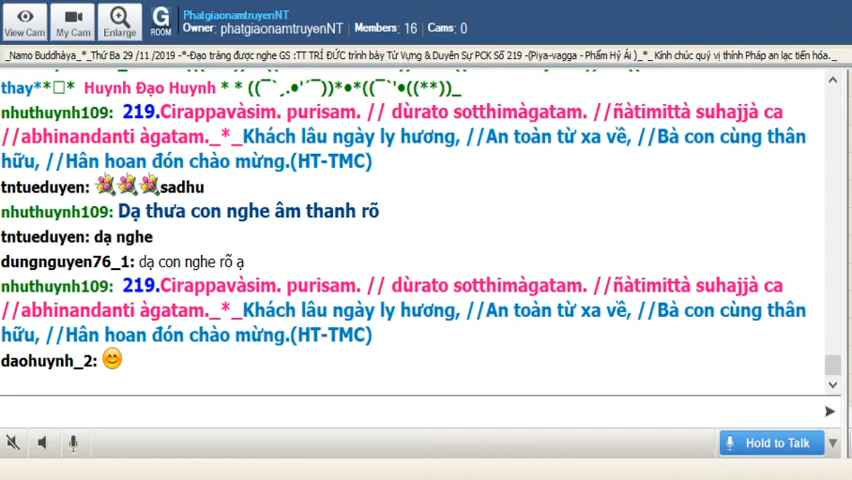 View Cam
My Cam
Enlarge
G
ROOM
PhatgiaonamtruyenNT
Owner: phatgiaonamtruyenNT Members: 16 Cams: 0
_Namo Buddhàya_*_Thứ Ba 29 /11 /2019 -*-Đạo tràng được nghe GS :TT TRÍ ĐỨC trình bày Từ Vựng & Duyên Sự PCK Số 219 -(Piya-vagga - Phẩm Hỷ Ái )_*_ Kính chúc quý vị thính Pháp an lạc tiến hóa._
thay**□* Huynh Đạo Huynh * * ((¯`¸.•´´¯))*•*((¯`'•((**))_
nhuthuynh109: 219.Cirappavàsim. purisam. // dùrato sotthimàgatam. //ñàtimittà suhajjà ca
//abhinandanti àgatam._*_Khách lâu ngày ly hương, //An toàn từ xa về, //Bà con cùng thân
hữu, //Hân hoan đón chào mừng.(HT-TMC)
tntueduyen: sadhu
nhuthuynh109: Dạ thưa con nghe âm thanh rõ
tntueduyen: dạ nghe
dungnguyen76_1: dạ con nghe rõ ạ
nhuthuynh109: 219.Cirappavàsim. purisam. // dùrato sotthimàgatam. //ñàtimittà suhajjà ca
//abhinandanti àgatam._*_Khách lâu ngày ly hương, //An toàn từ xa về, //Bà con cùng thân
hữu, //Hân hoan đón chào mừng.(HT-TMC)
daohuynh_2:
Hold to Talk